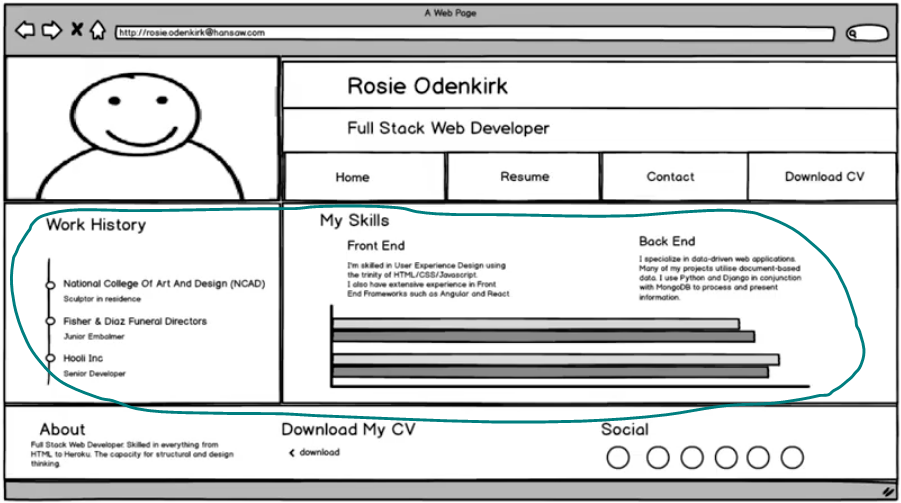 A Web Page
http://rosie.odenkirk@hansaw.com
Rosie Odenkirk
Full Stack Web Developer
Home
Resume
Contact
Download CV
Work History
National College Of Art And Design (NCAD)
Sculptor in residence
Fisher & Diaz Funeral Directors
Junior Embalmer
Hooli Inc
Senior Developer
My Skills
Front End
I'm skilled in User Experience Design using
the trinity of HTML/CSS/Javascript.
I also have extensive experience in Front
End Frameworks such as Angular and React
Back End
I specialize in data-driven web applications.
Many of my projects utilise document-based
data. I use Python and Django in conjunction
with MongoDB to process and present
information.
About
Full Stack Web Developer. Skilled in everything from
HTML to Heroku. The capacity for structural and design
thinking.
Download My CV
download
Social